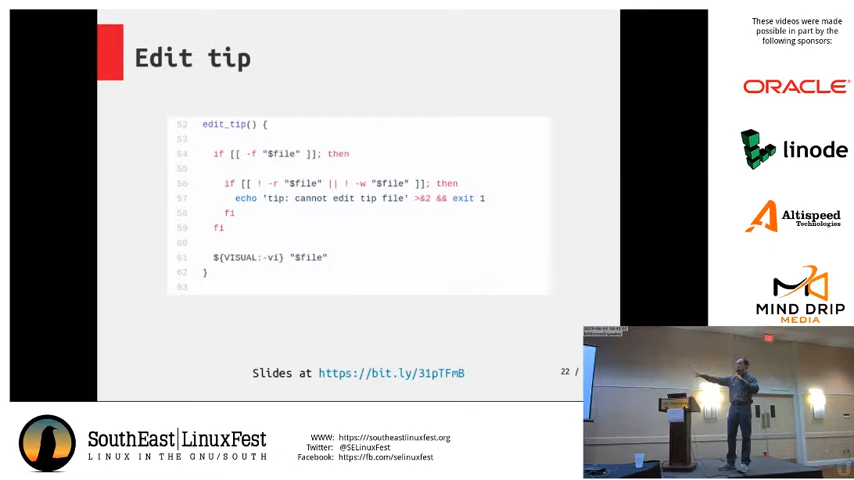 Edit tip
52 edit_tip() {
53
54 if [[ -f "$file" ]]; then
55
56 if [[ ! -r "$file" || ! -w "$file" ]]; then
57 echo 'tip: cannot edit tip file' >&2 && exit 1
58 fi
59 fi
60
61 ${VISUAL:-vi} "$file"
62 }
63
Slides at https://bit.ly/31pTFmB
22 /
These videos were made
possible in part by the
following sponsors:
ORACLE
linode
Altispeed
Technologies
MIND DRIP
MEDIA
SouthEast|LinuxFest
LINUX IN THE GNU/SOUTH
WWW: https:///southeastlinuxfest.org
Twitter: @SELinuxFest
Facebook: https://fb.com/selinuxfest